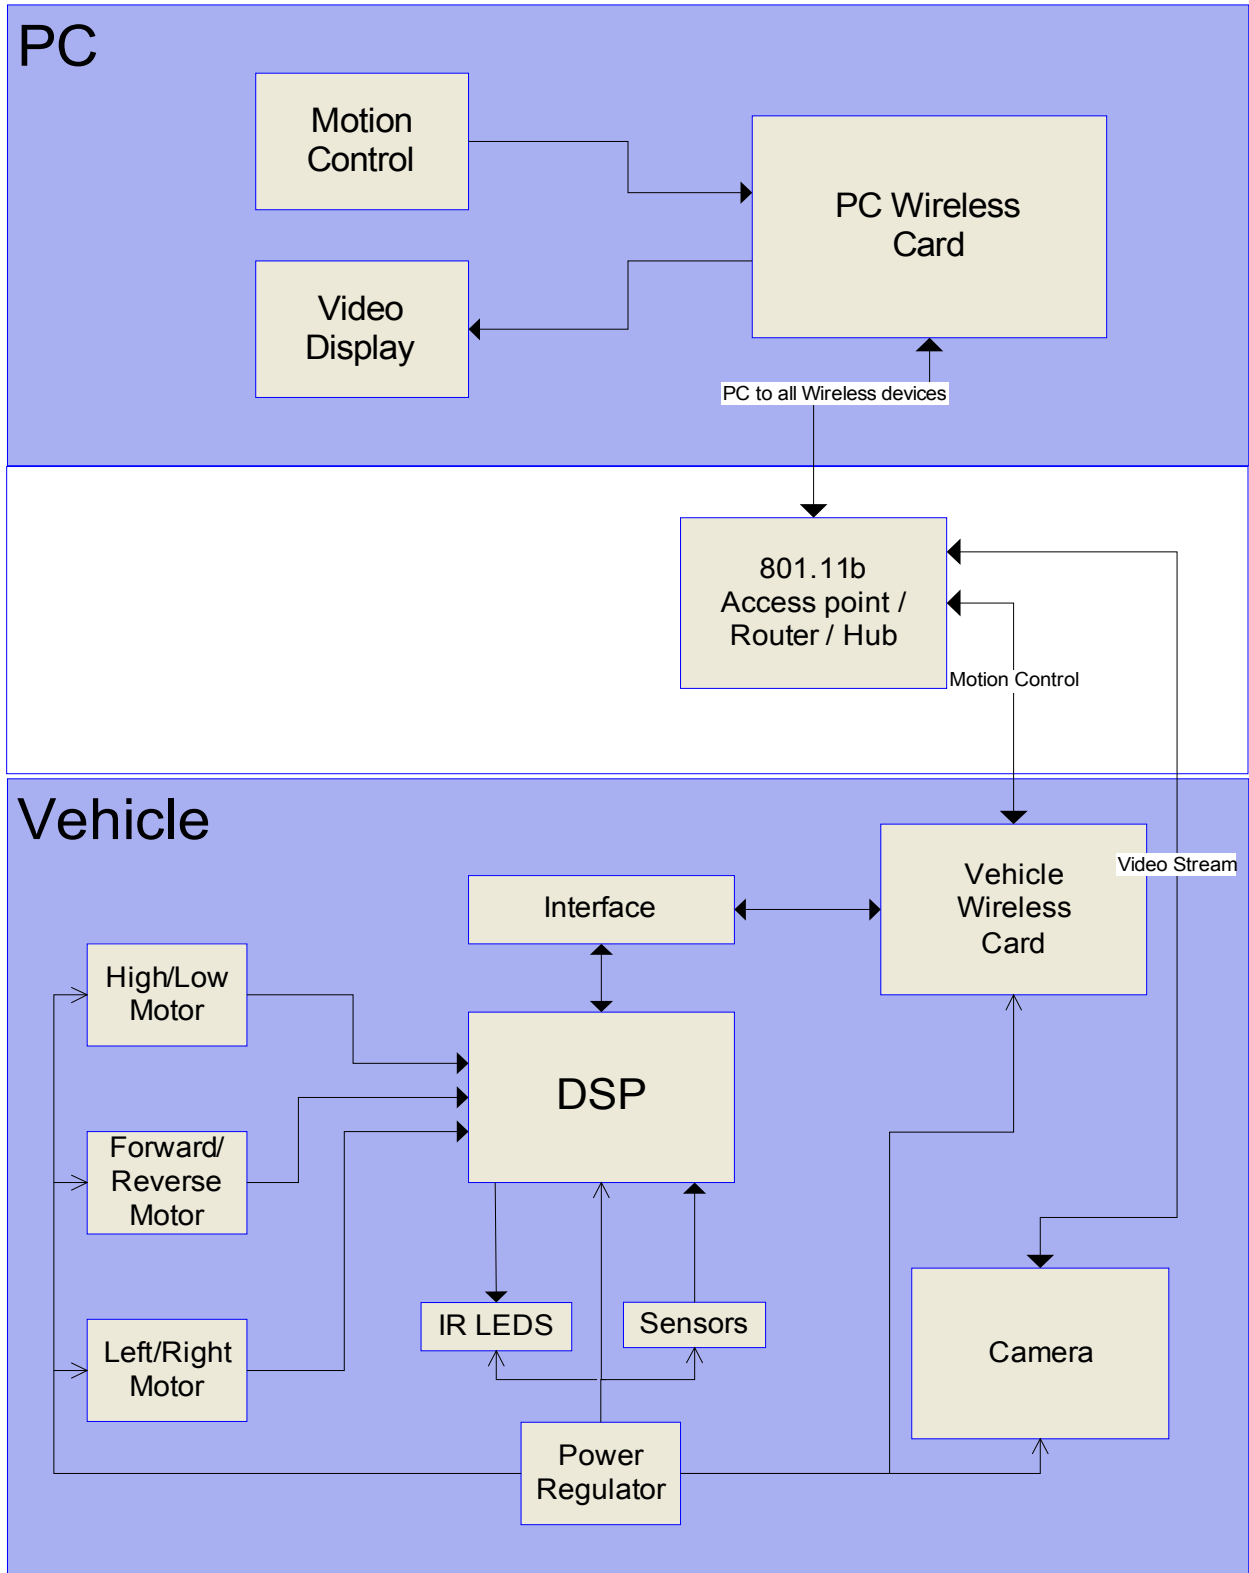 PC
Motion
Control
PC Wireless
Card
Video
Display
PC to all Wireless devices
801.11b
Access point /
Router / Hub
Motion Control
Vehicle
Vehicle
Wireless
Card
Video Stream
Interface
High/Low
Motor
DSP
Forward/
Reverse
Motor
IR LEDS
Sensors
Left/Right
Motor
Camera
Power
Regulator